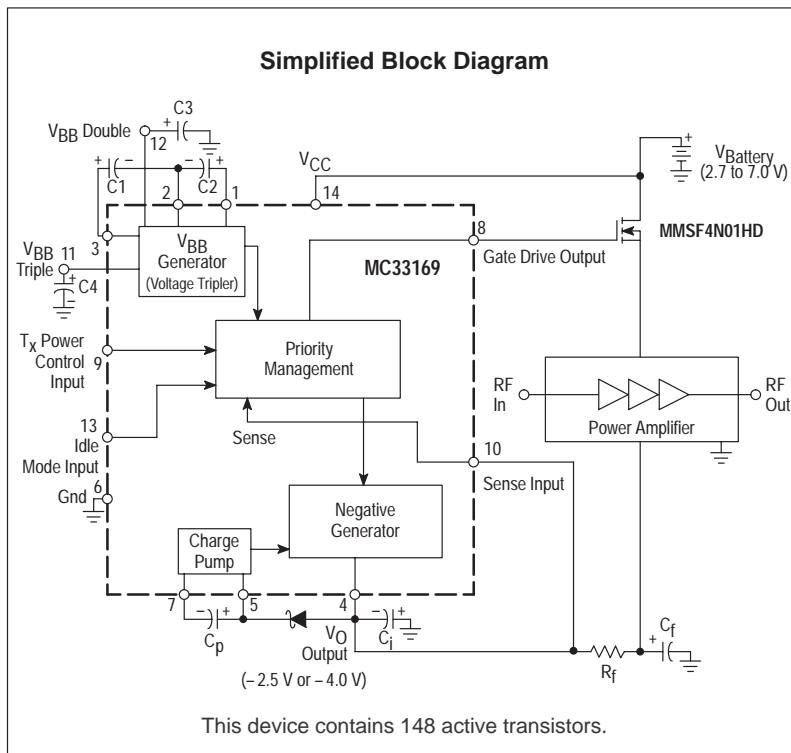 Simplified Block Diagram
C3
+
VBB Double
12
+ −
− +
C1
C2
2
1
VCC
14
+
VBattery
(2.7 to 7.0 V)
3
VBB
Generator
(Voltage Tripler)
8
MMSF4N01HD
VBB
Triple
11
+
C4
−
MC33169
Gate Drive Output
Tx Power
Control
Input
9
Priority
Management
RF
In
RF
Out
Power Amplifier
13
Idle
Mode Input
Sense
10
Sense Input
6
Gnd
Negative
Generator
Charge
Pump
7
5
4
− +
Cp
VO
Output
− +
Ci
(– 2.5 V or – 4.0 V)
Rf
+
Cf
This device contains 148 active transistors.